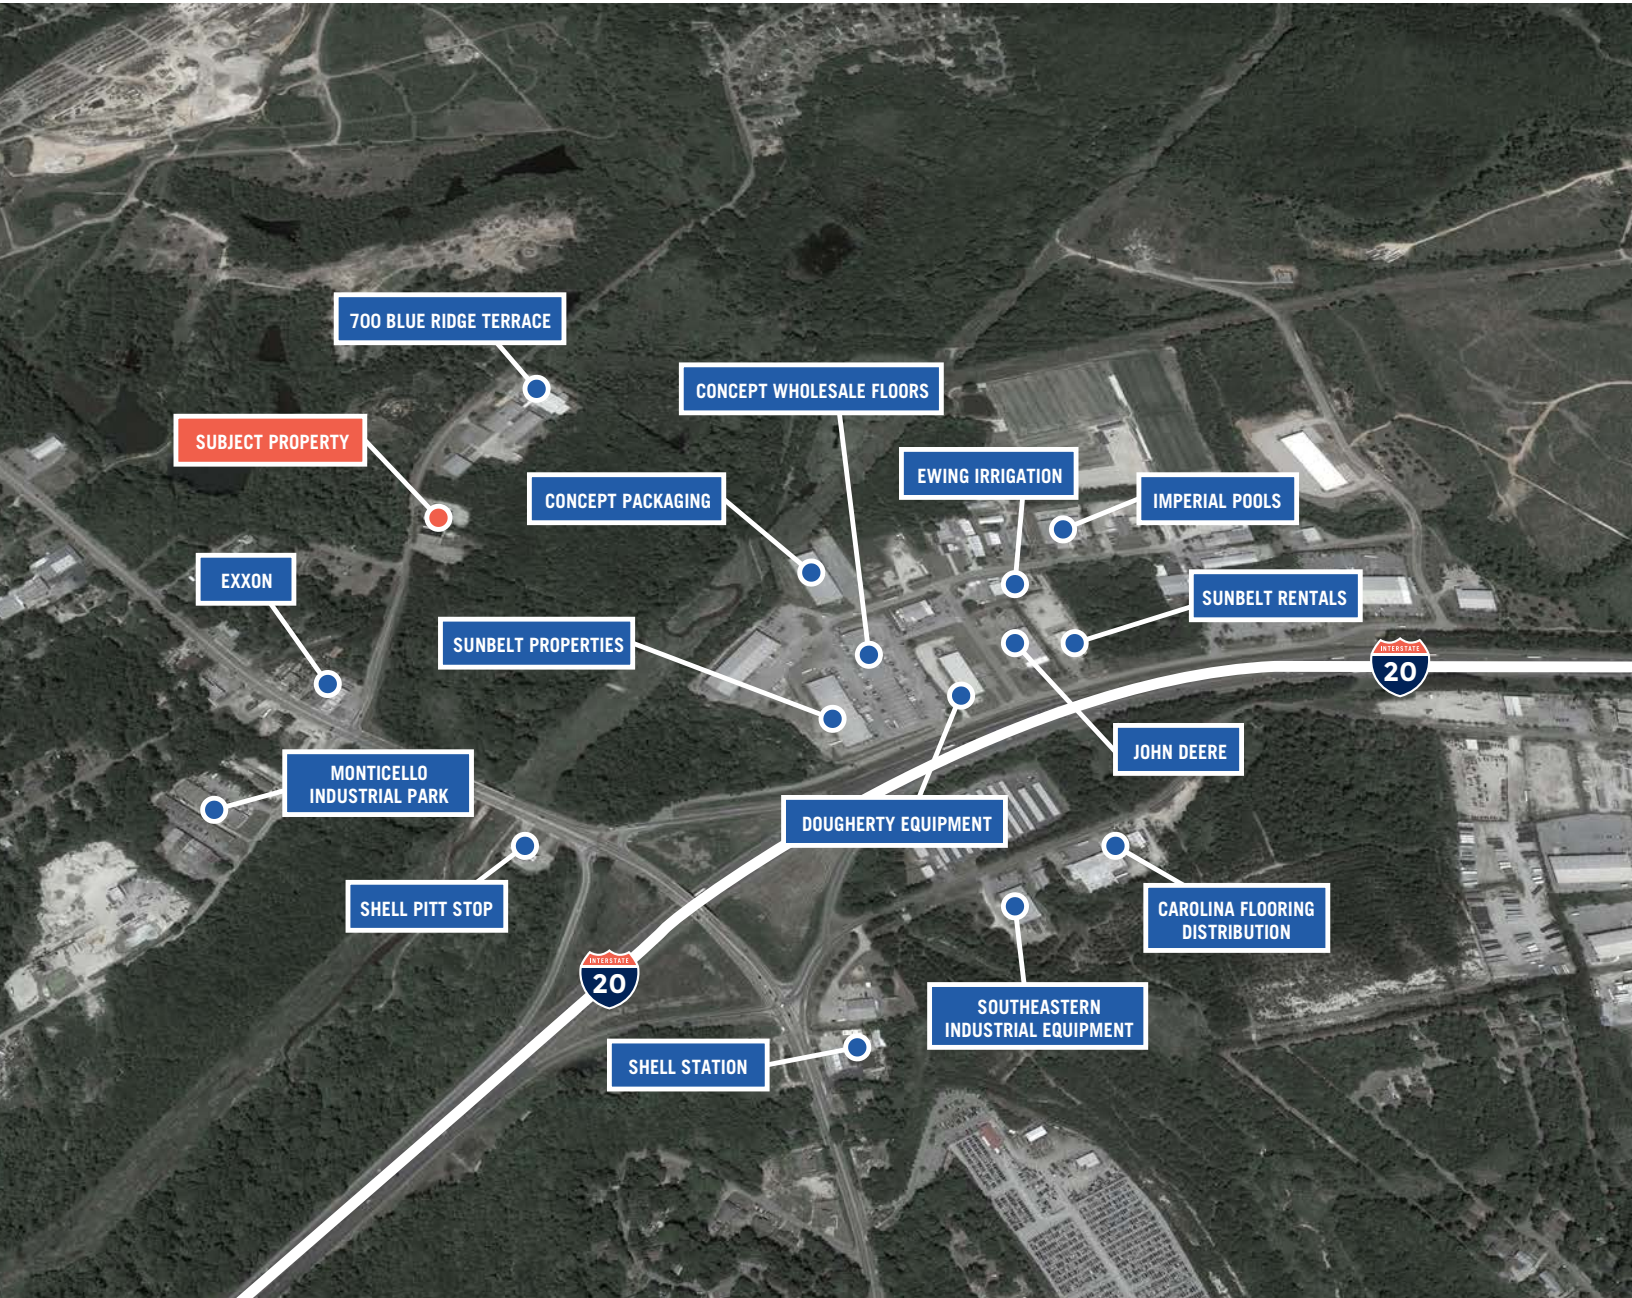 700 BLUE RIDGE TERRACE
CONCEPT WHOLESALE FLOORS
SUBJECT PROPERTY
EWING IRRIGATION
CONCEPT PACKAGING
IMPERIAL POOLS
EXXON
SUNBELT RENTALS
SUNBELT PROPERTIES
INTERSTATE
20
JOHN DEERE
MONTICELLO
INDUSTRIAL PARK
DOUGHERTY EQUIPMENT
SHELL PITT STOP
CAROLINA FLOORING
DISTRIBUTION
INTERSTATE
20
SOUTHEASTERN
INDUSTRIAL EQUIPMENT
SHELL STATION